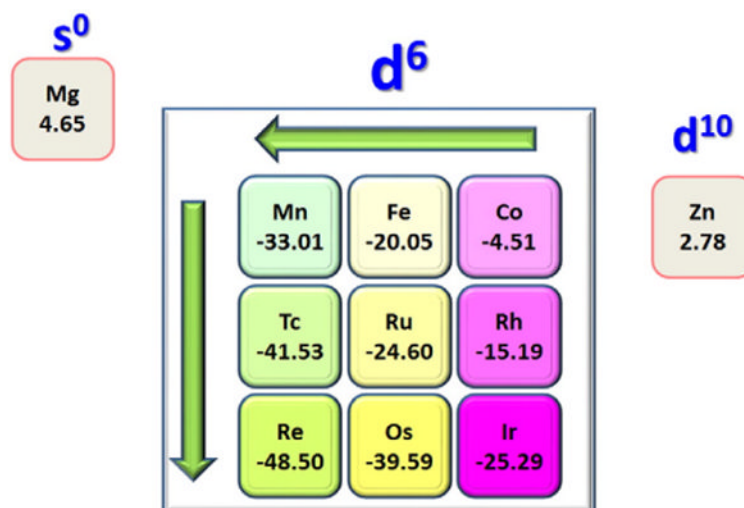 s⁰
Mg
4.65
d⁶
d¹⁰
Zn
2.78
Mn
-33.01
Fe
-20.05
Co
-4.51
Tc
-41.53
Ru
-24.60
Rh
-15.19
Re
-48.50
Os
-39.59
Ir
-25.29